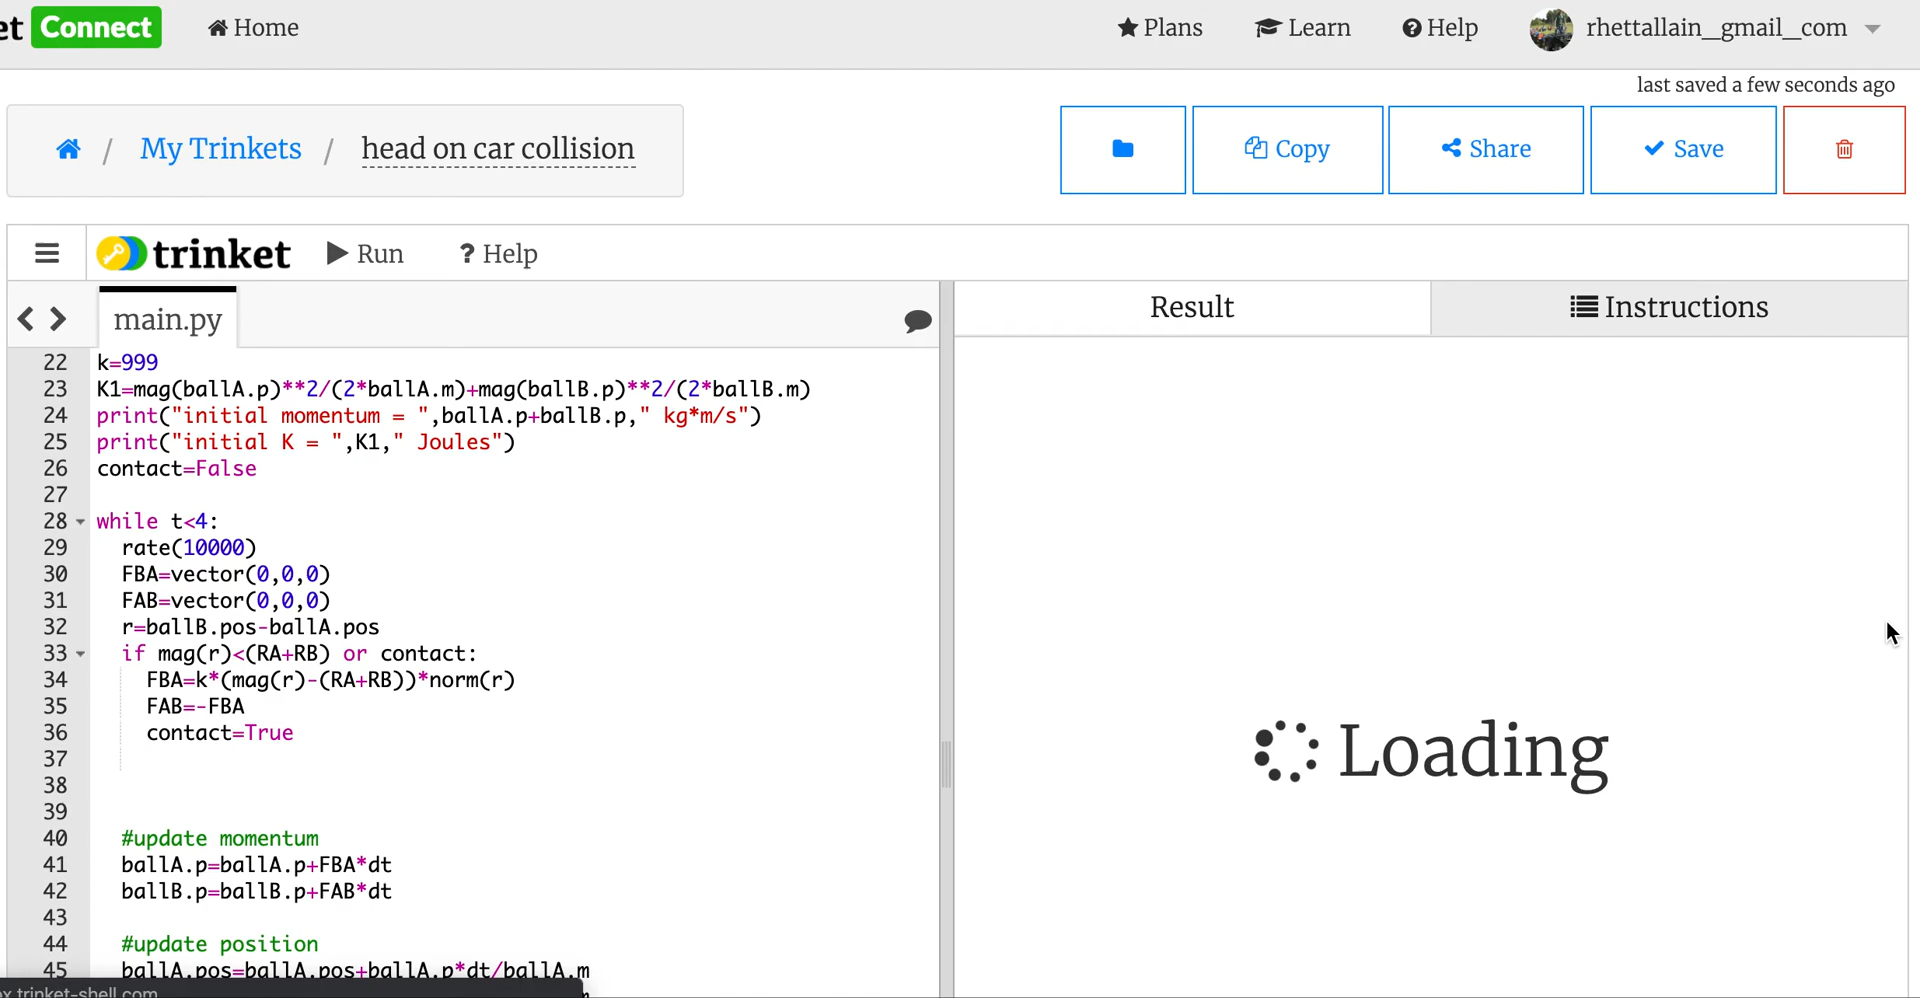 et Connect Home Plans Learn Help rhettallain_gmail_com
last saved a few seconds ago
/ My Trinkets / head on car collision Copy Share Save
trinket Run ? Help
main.py Result Instructions
22 k=999
23 K1=mag(ballA.p)**2/(2*ballA.m)+mag(ballB.p)**2/(2*ballB.m)
24 print("initial momentum = ",ballA.p+ballB.p," kg*m/s")
25 print("initial K = ",K1," Joules")
26 contact=False
27
28 while t<4:
29 rate(10000)
30 FBA=vector(0,0,0)
31 FAB=vector(0,0,0)
32 r=ballB.pos-ballA.pos
33 if mag(r)<(RA+RB) or contact:
34 FBA=k*(mag(r)-(RA+RB))*norm(r)
35 FAB=-FBA
36 contact=True
37
38
39
40 #update momentum
41 ballA.p=ballA.p+FBA*dt
42 ballB.p=ballB.p+FAB*dt
43
44 #update position
45 ballA.pos=ballA.pos+ballA.p*dt/ballA.m
Loading
ex.trinket-shell.com